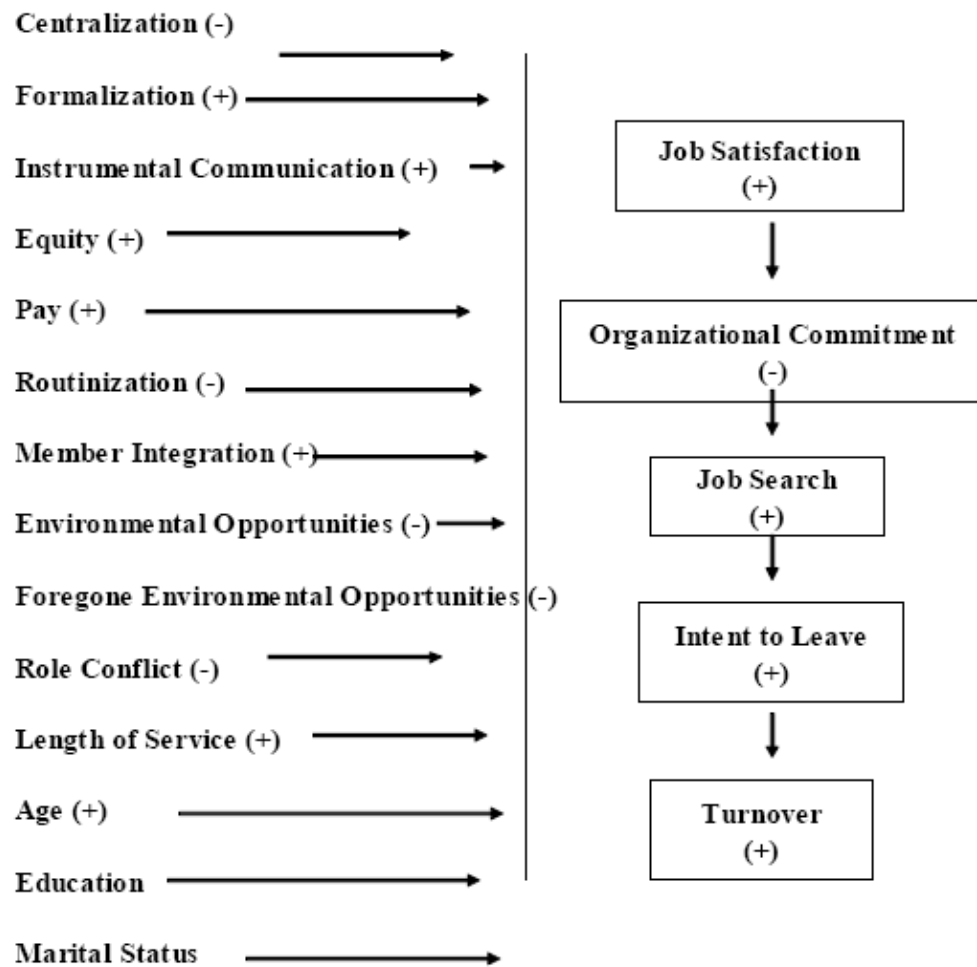 Centralization (-)
Formalization (+)
Instrumental Communication (+)
Equity (+)
Pay (+)
Routinization (-)
Member Integration (+)
Environmental Opportunities (-)
Foregone Environmental Opportunities (-)
Role Conflict (-)
Length of Service (+)
Age (+)
Education
Marital Status
Job Satisfaction
(+)
Organizational Commitment
(-)
Job Search
(+)
Intent to Leave
(+)
Turnover
(+)